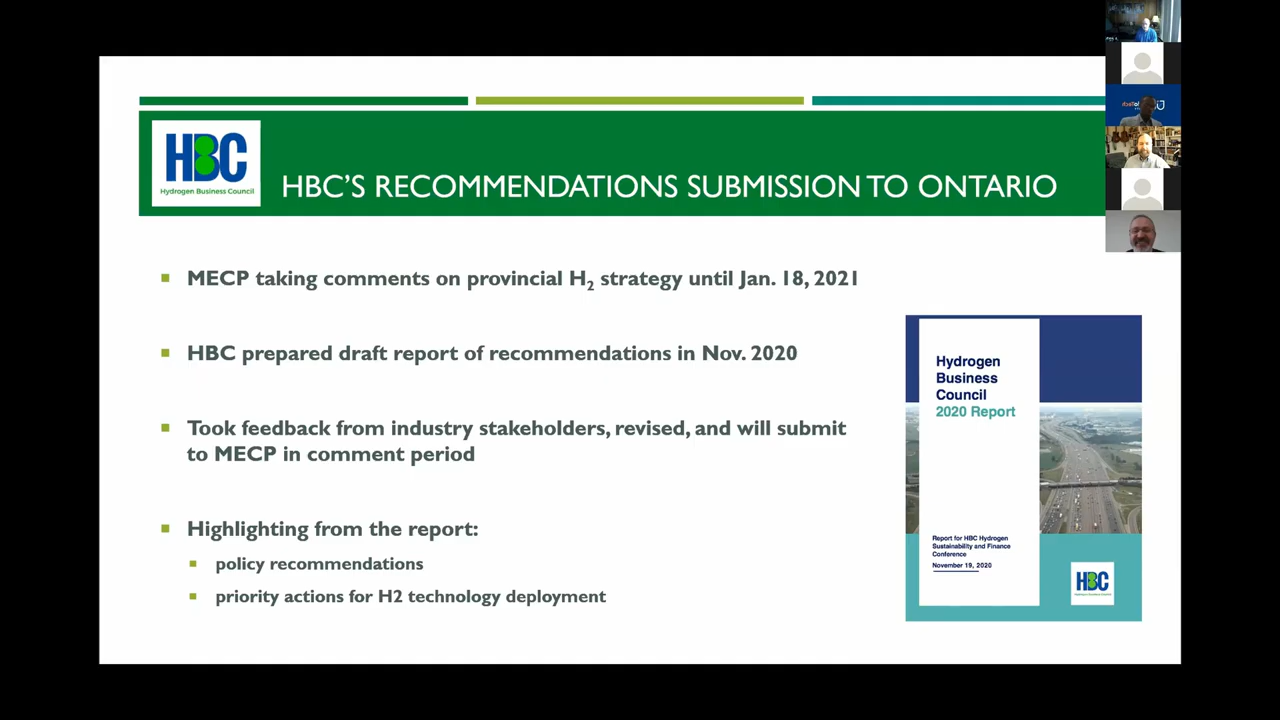 HBC
Hydrogen Business Council
HBC'S RECOMMENDATIONS SUBMISSION TO ONTARIO
MECP taking comments on provincial H₂ strategy until Jan. 18, 2021
HBC prepared draft report of recommendations in Nov. 2020
Took feedback from industry stakeholders, revised, and will submit
to MECP in comment period
Highlighting from the report:
policy recommendations
priority actions for H2 technology deployment
Hydrogen
Business
Council
2020 Report
Report for HBC Hydrogen
Sustainability and Finance
Conference
November 19, 2020
HBC